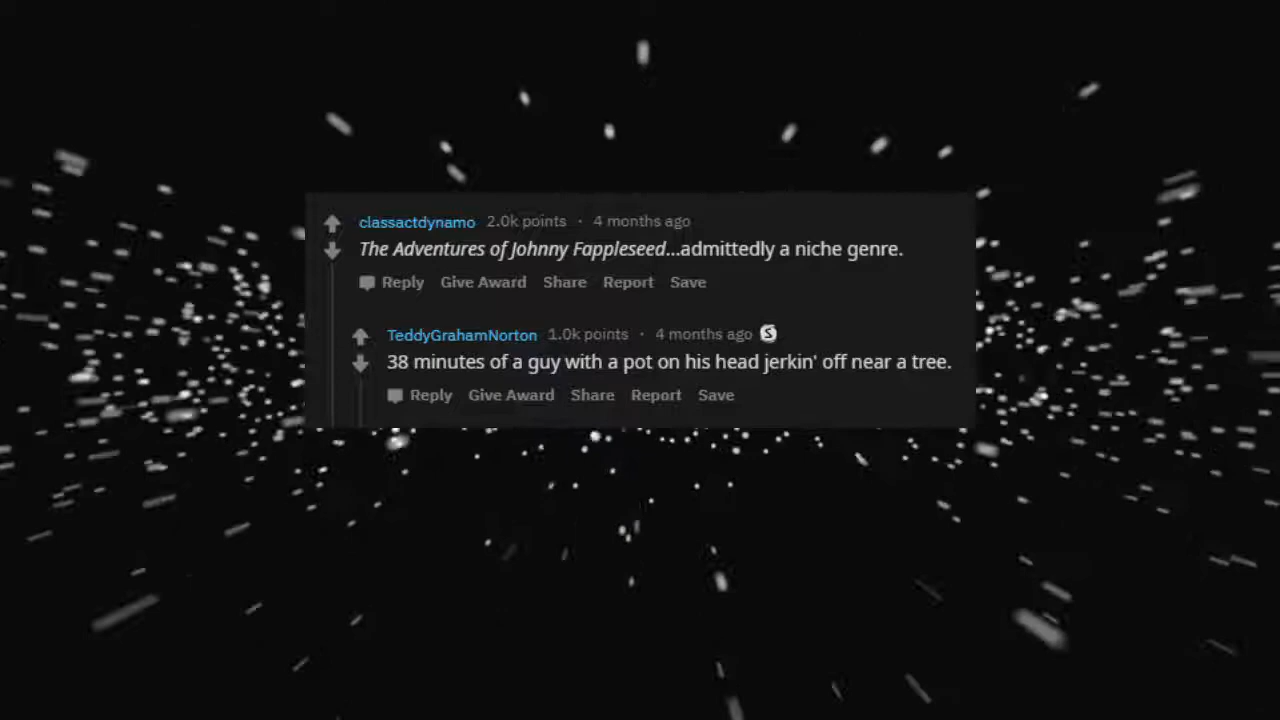 classactdynamo 2.0k points · 4 months ago
The Adventures of Johnny Fappleseed...admittedly a niche genre.
Reply Give Award Share Report Save
TeddyGrahamNorton 1.0k points · 4 months ago S
38 minutes of a guy with a pot on his head jerkin' off near a tree.
Reply Give Award Share Report Save